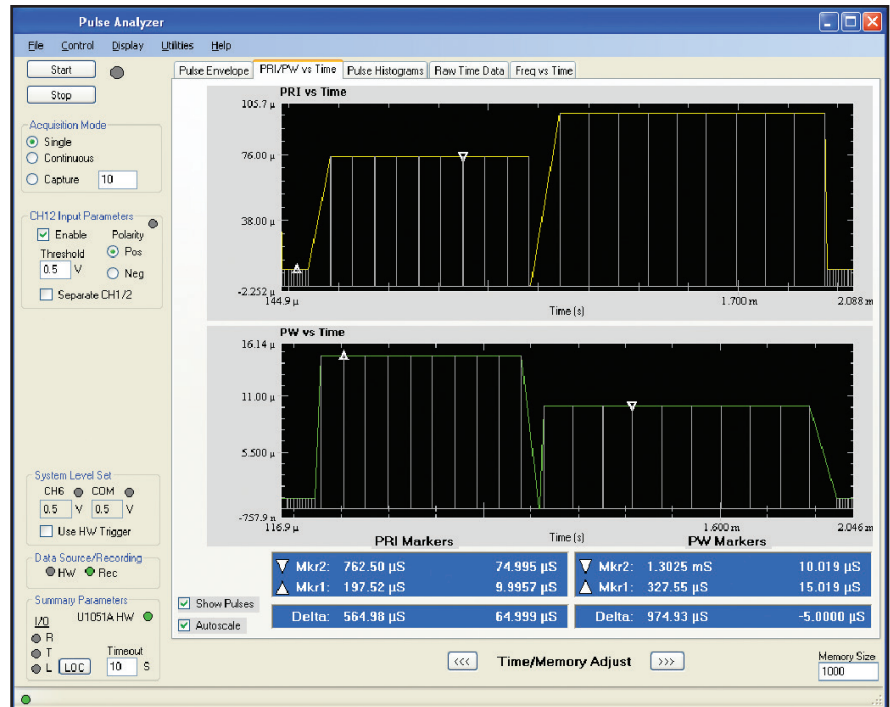 Pulse Analyzer
File Control Display Utilities Help
Start
Stop
Acquisition Mode
Single
Continuous
Capture 10
CH12 Input Parameters
Enable Polarity
Threshold Pos
0.5 V Neg
Separate CH1/2
System Level Set
CH6 COM
0.5 V 0.5 V
Use HW Trigger
Data Source/Recording
HW Rec
Summary Parameters
I/O U1051A HW
R
T Timeout
L LOC 10 S
Pulse Envelope PRI/PW vs Time Pulse Histograms Raw Time Data Freq vs Time
PRI vs Time
105.7 µ
76.00 µ
38.00 µ
-2.252 µ
144.9 µ 1.700 m 2.088 m
Time (s)
PW vs Time
16.14 µ
11.00 µ
5.500 µ
-757.9 n
116.9 µ 1.600 m 2.046 m
Time (s)
PRI Markers PW Markers
Mkr2: 762.50 µS 74.995 µS Mkr2: 1.3025 mS 10.019 µS
Mkr1: 197.52 µS 9.9957 µS Mkr1: 327.55 µS 15.019 µS
Delta: 564.98 µS 64.999 µS Delta: 974.93 µS -5.0000 µS
Show Pulses
Autoscale
<<< Time/Memory Adjust >>>
Memory Size
1000